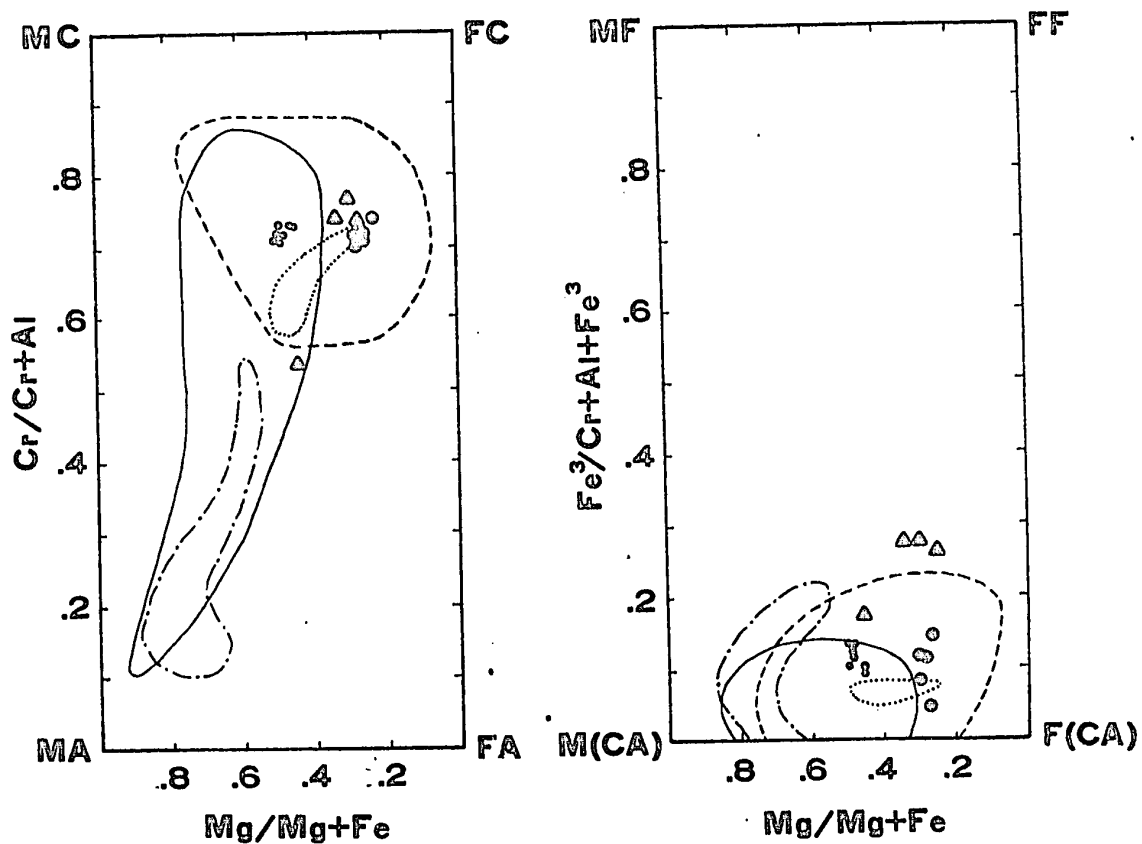 MC
FC
.8
.6
.4
.2
Cr/Cr+Al
MA
FA
.8 .6 .4 .2
Mg/Mg+Fe
MF
FF
.8
.6
.4
.2
Fe³/Cr+Al+Fe³
M(CA)
F(CA)
.8 .6 .4 .2
Mg/Mg+Fe